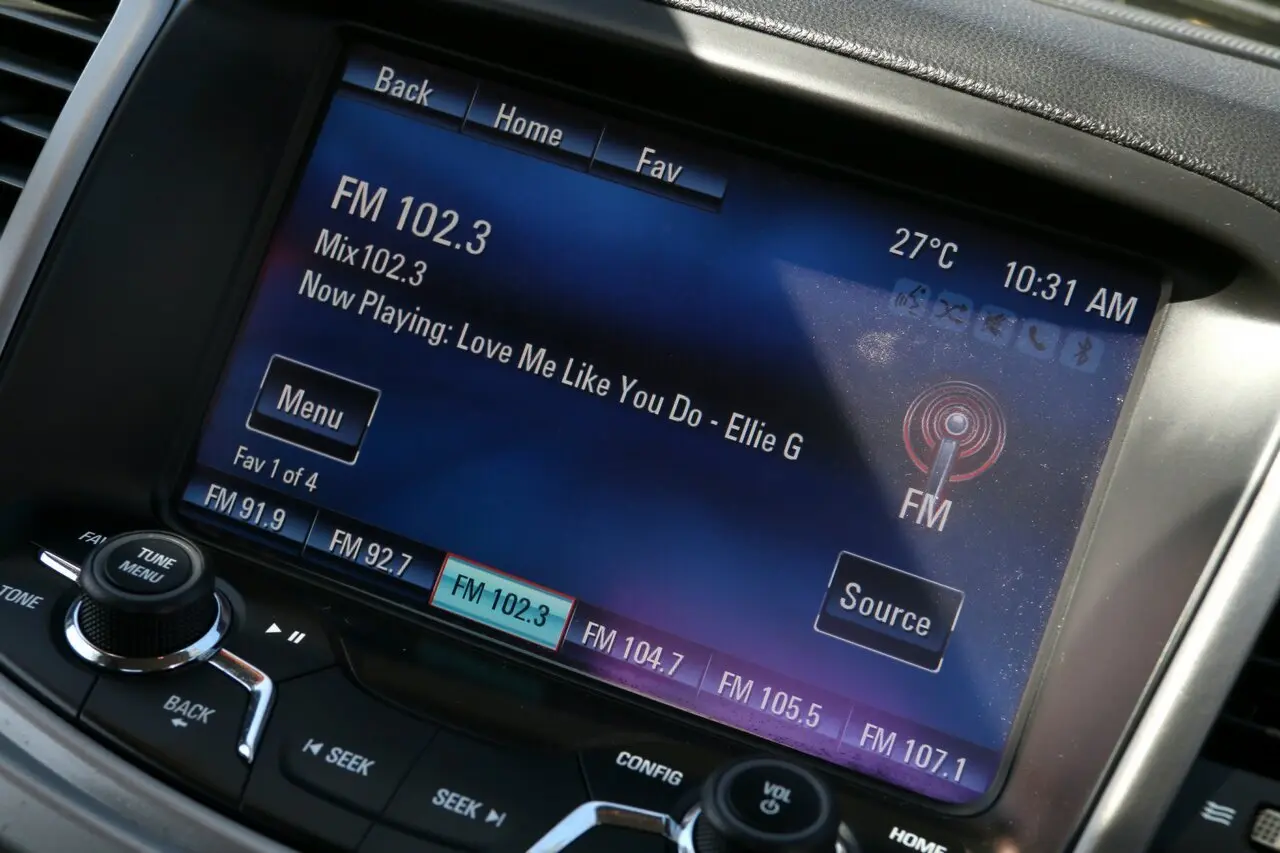 Back
Home
Fav
27°C
10:31 AM
FM 102.3
Mix102.3
Now Playing: Love Me Like You Do - Ellie G
Menu
FM
Fav 1 of 4
Source
FM 91.9
FM 92.7
FM 102.3
FM 104.7
FM 105.5
FM 107.1
TUNE
MENU
TONE
BACK
SEEK
SEEK
CONFIG
VOL
HOME